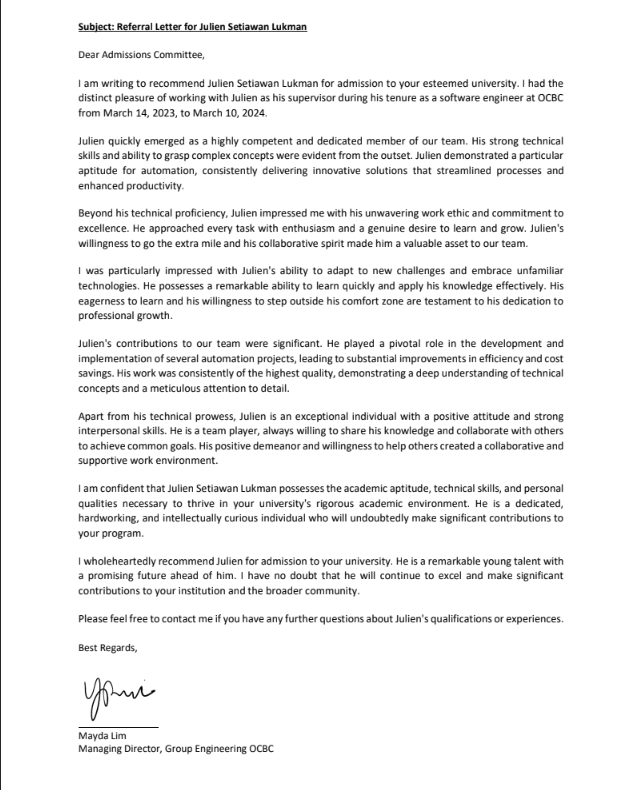 Subject: Referral Letter for Julien Setiawan Lukman
Dear Admissions Committee,
I am writing to recommend Julien Setiawan Lukman for admission to your esteemed university. I had the
distinct pleasure of working with Julien as his supervisor during his tenure as a software engineer at OCBC
from March 14, 2023, to March 10, 2024.
Julien quickly emerged as a highly competent and dedicated member of our team. His strong technical
skills and ability to grasp complex concepts were evident from the outset. Julien demonstrated a particular
aptitude for automation, consistently delivering innovative solutions that streamlined processes and
enhanced productivity.
Beyond his technical proficiency, Julien impressed me with his unwavering work ethic and commitment to
excellence. He approached every task with enthusiasm and a genuine desire to learn and grow. Julien's
willingness to go the extra mile and his collaborative spirit made him a valuable asset to our team.
I was particularly impressed with Julien's ability to adapt to new challenges and embrace unfamiliar
technologies. He possesses a remarkable ability to learn quickly and apply his knowledge effectively. His
eagerness to learn and his willingness to step outside his comfort zone are testament to his dedication to
professional growth.
Julien's contributions to our team were significant. He played a pivotal role in the development and
implementation of several automation projects, leading to substantial improvements in efficiency and cost
savings. His work was consistently of the highest quality, demonstrating a deep understanding of technical
concepts and a meticulous attention to detail.
Apart from his technical prowess, Julien is an exceptional individual with a positive attitude and strong
interpersonal skills. He is a team player, always willing to share his knowledge and collaborate with others
to achieve common goals. His positive demeanor and willingness to help others created a collaborative and
supportive work environment.
I am confident that Julien Setiawan Lukman possesses the academic aptitude, technical skills, and personal
qualities necessary to thrive in your university's rigorous academic environment. He is a dedicated,
hardworking, and intellectually curious individual who will undoubtedly make significant contributions to
your program.
I wholeheartedly recommend Julien for admission to your university. He is a remarkable young talent with
a promising future ahead of him. I have no doubt that he will continue to excel and make significant
contributions to your institution and the broader community.
Please feel free to contact me if you have any further questions about Julien's qualifications or experiences.
Best Regards,
Mayda Lim
Managing Director, Group Engineering OCBC